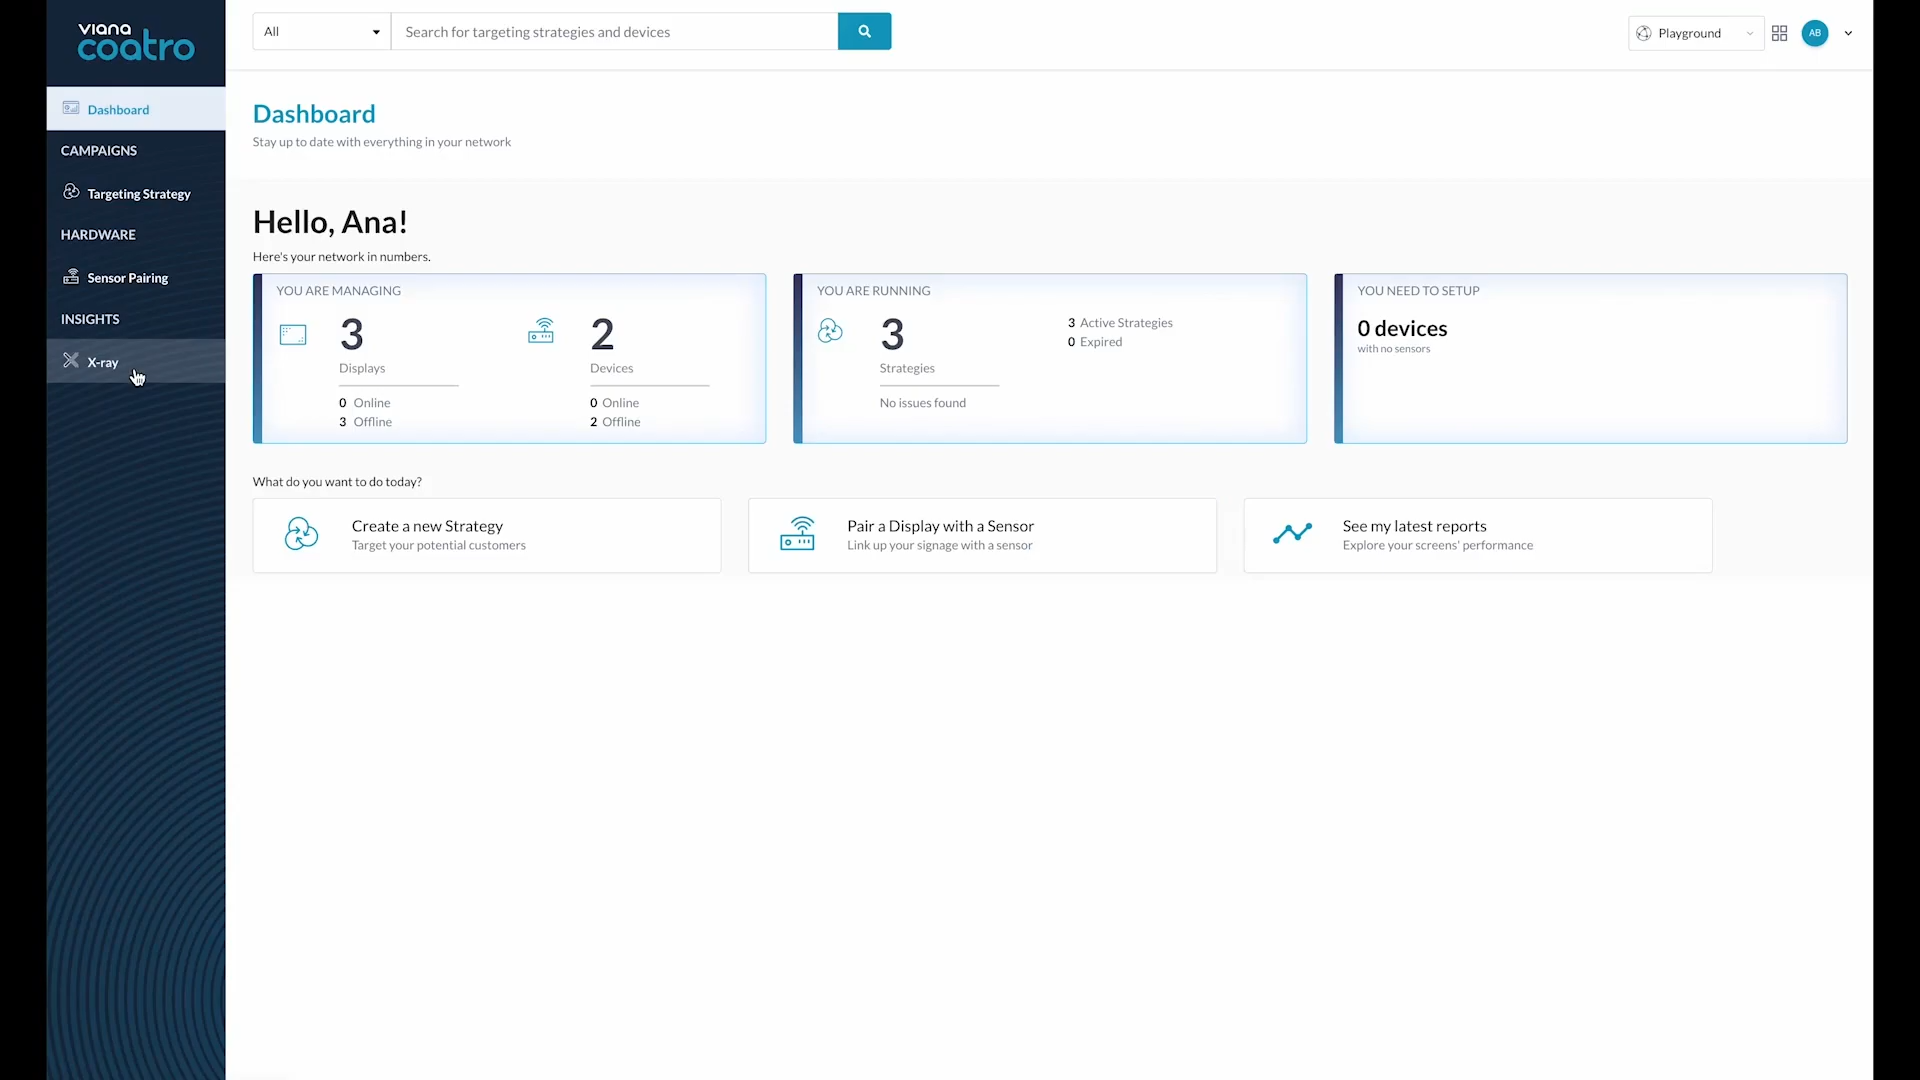 viana
coatro
All
Search for targeting strategies and devices
Playground
AB
Dashboard
CAMPAIGNS
Targeting Strategy
HARDWARE
Sensor Pairing
INSIGHTS
X-ray
Dashboard
Stay up to date with everything in your network
Hello, Ana!
Here's your network in numbers.
YOU ARE MANAGING
3
Displays
0 Online
3 Offline
2
Devices
0 Online
2 Offline
YOU ARE RUNNING
3
Strategies
No issues found
3 Active Strategies
0 Expired
YOU NEED TO SETUP
0 devices
with no sensors
What do you want to do today?
Create a new Strategy
Target your potential customers
Pair a Display with a Sensor
Link up your signage with a sensor
See my latest reports
Explore your screens' performance